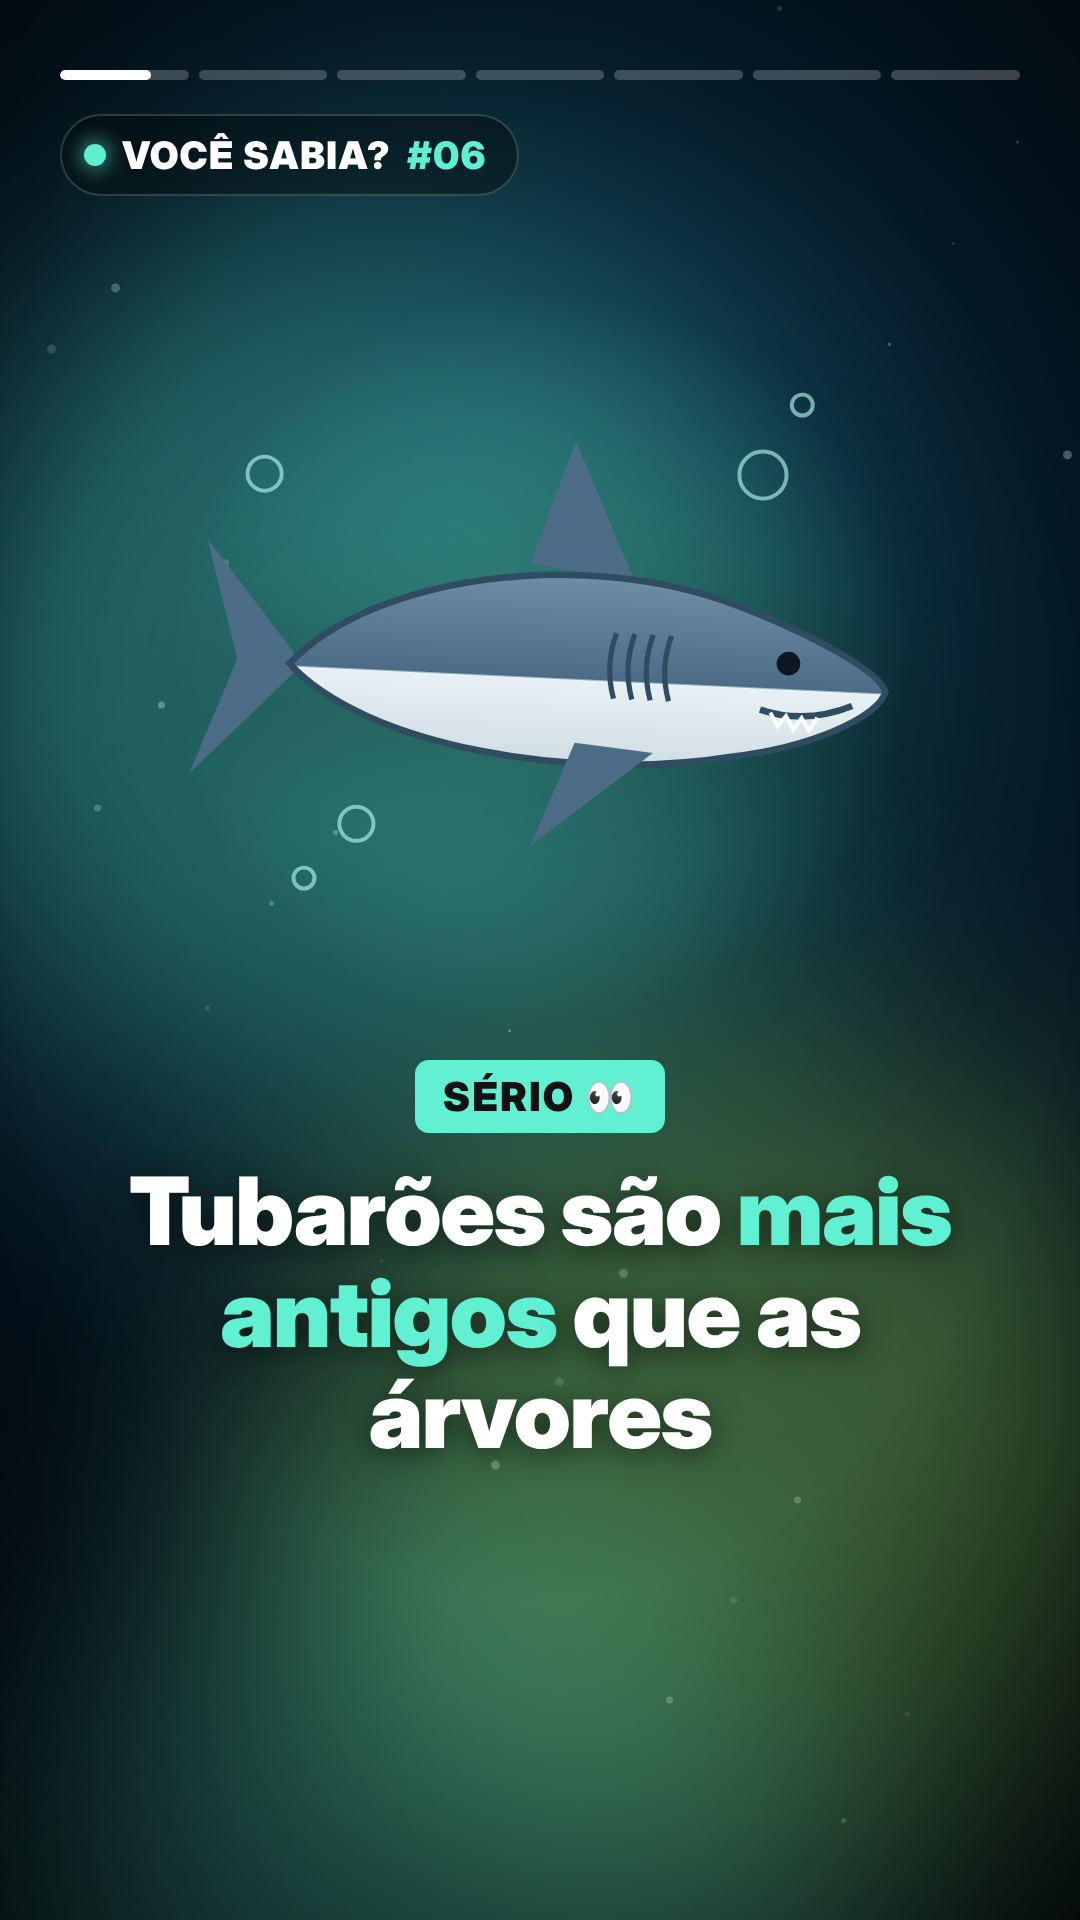 VOCÊ SABIA? #06
SÉRIO 👀
Tubarões são mais
antigos que as
árvores